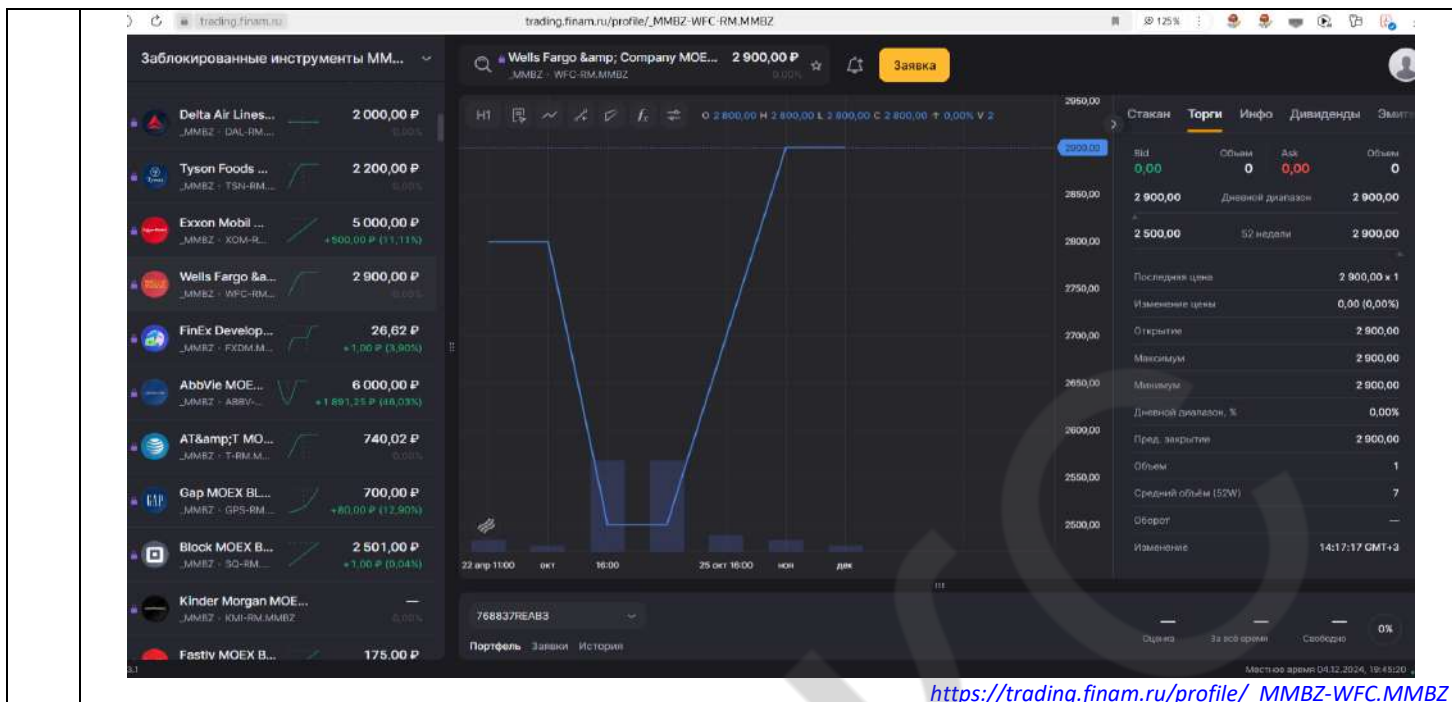 trading.finam.ru
trading.finam.ru/profile/_MMBZ-WFC-RM.MMBZ
125%
Заблокированные инструменты MM...
Wells Fargo &amp; Company MOE...
2 900,00 ₽
_MMBZ · WFC-RM.MMBZ
0,00%
Заявка
Delta Air Lines...
2 000,00 ₽
_MMBZ · DAL-RM....
0,00%
Tyson Foods ...
2 200,00 ₽
_MMBZ · TSN-RM....
0,00%
Exxon Mobil ...
5 000,00 ₽
_MMBZ · XOM-R...
+500,00 ₽ (11,11%)
Wells Fargo &a...
2 900,00 ₽
_MMBZ · WFC-RM...
0,00%
FinEx Develop...
26,62 ₽
_MMBZ · FXDM.M...
+1,00 ₽ (3,90%)
AbbVie MOE...
6 000,00 ₽
_MMBZ · ABBV-...
+1 891,25 ₽ (46,03%)
AT&amp;T MO...
740,02 ₽
_MMBZ · T-RM.M...
0,00%
Gap MOEX BL...
700,00 ₽
_MMBZ · GPS-RM...
+80,00 ₽ (12,90%)
Block MOEX B...
2 501,00 ₽
_MMBZ · SQ-RM....
+1,00 ₽ (0,04%)
Kinder Morgan MOE...
—
_MMBZ · KMI-RM.MMBZ
0,00%
Fastly MOEX B...
175,00 ₽
H1
O 2 800,00 H 2 800,00 L 2 800,00 C 2 800,00 ↑ 0,00% V 2
2950,00
2900,00
2850,00
2800,00
2750,00
2700,00
2650,00
2600,00
2550,00
2500,00
22 апр 11:00
окт
16:00
25 окт 16:00
ноя
дек
768837REAB3
Портфель Заявки История
Стакан Торги Инфо Дивиденды
Bid Объем Ask Объем
0,00 0 0,00 0
2 900,00 Дневной диапазон 2 900,00
2 500,00 52 недели 2 900,00
Последняя цена 2 900,00 x 1
Изменение цены 0,00 (0,00%)
Открытие 2 900,00
Максимум 2 900,00
Минимум 2 900,00
Дневной диапазон, % 0,00%
Пред. закрытие 2 900,00
Объем 1
Средний объём (52W) 7
Оборот —
Изменение 14:17:17 GMT+3
— — —
Оценка За всё время Свободно
0%
Местное время 04.12.2024, 19:45:20
https://trading.finam.ru/profile/_MMBZ-WFC.MMBZ